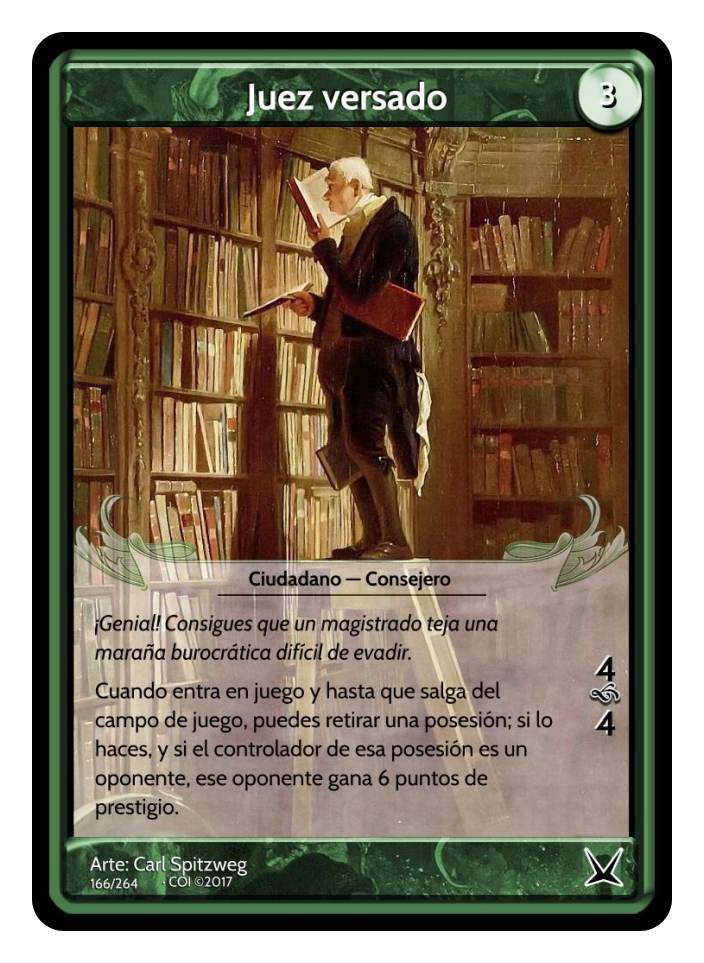 Juez versado
3
Ciudadano — Consejero
¡Genial! Consigues que un magistrado teja una
maraña burocrática difícil de evadir.
Cuando entra en juego y hasta que salga del
campo de juego, puedes retirar una posesión; si lo
haces, y si el controlador de esa posesión es un
oponente, ese oponente gana 6 puntos de
prestigio.
4
4
Arte: Carl Spitzweg
166/264 · COI ©2017